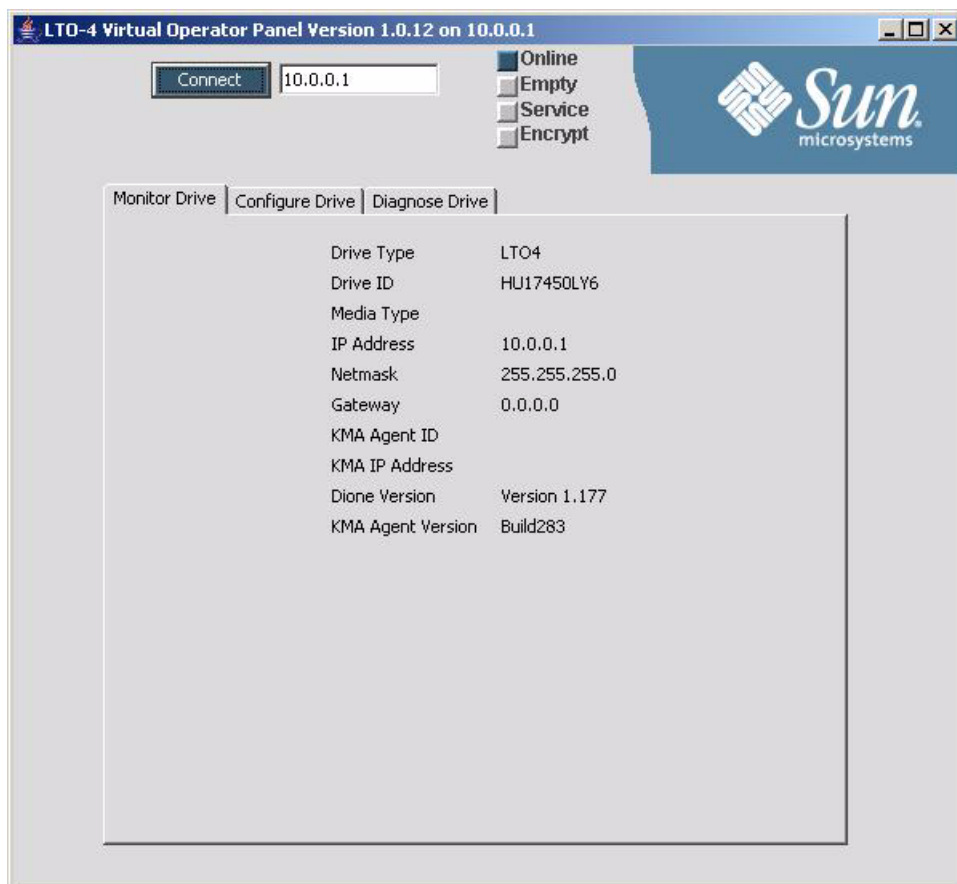 LTO-4 Virtual Operator Panel Version 1.0.12 on 10.0.0.1
Connect 10.0.0.1
Online
Empty
Service
Encrypt
Sun
microsystems
Monitor Drive Configure Drive Diagnose Drive
Drive Type LTO4
Drive ID HU17450LY6
Media Type
IP Address 10.0.0.1
Netmask 255.255.255.0
Gateway 0.0.0.0
KMA Agent ID
KMA IP Address
Dione Version Version 1.177
KMA Agent Version Build283